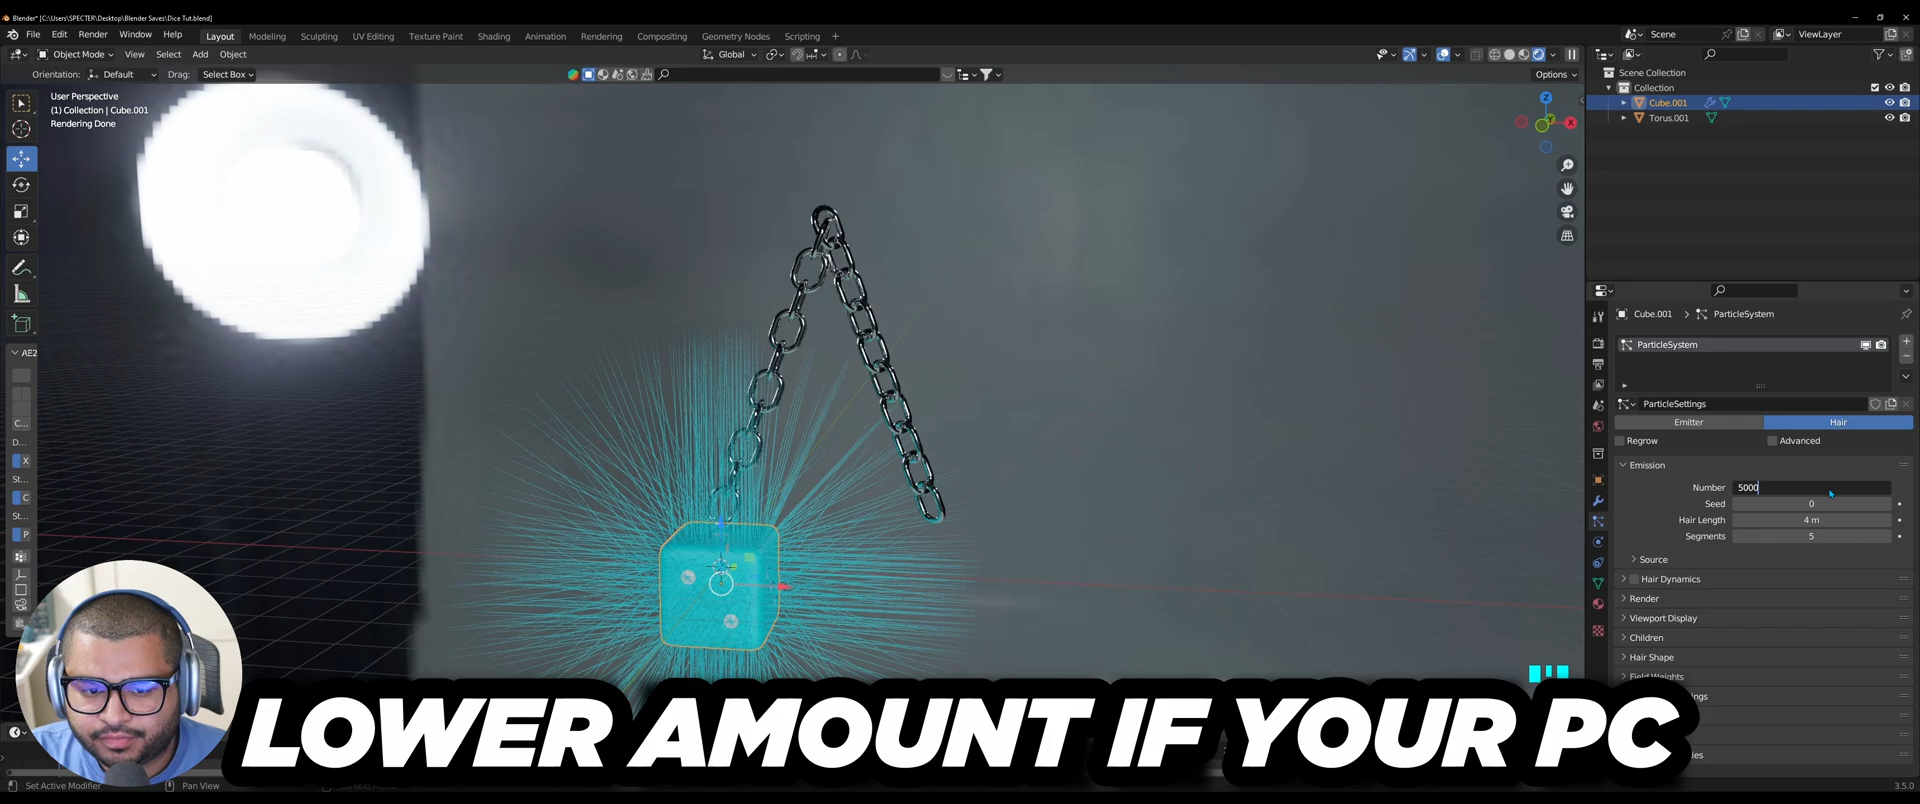 Blender* [C:\Users\SPECTER\Desktop\Blender Saves\Dice Tut.blend]
File Edit Render Window Help Layout Modeling Sculpting UV Editing Texture Paint Shading Animation Rendering Compositing Geometry Nodes Scripting + Scene ViewLayer
Object Mode View Select Add Object Global
Orientation: Default Drag: Select Box Options
User Perspective
(1) Collection | Cube.001
Rendering Done
Z
X
Scene Collection
Collection
Cube.001
Torus.001
Cube.001 > ParticleSystem
ParticleSystem
ParticleSettings
Emitter Hair
Regrow Advanced
Emission
Number 5000
Seed 0
Hair Length 4 m
Segments 5
Source
Hair Dynamics
Render
Viewport Display
Children
Hair Shape
Field Weights
AE2
C...
D...
X
St...
C
St...
P
LOWER AMOUNT IF YOUR PC
Set Active Modifier Pan View 3.5.0